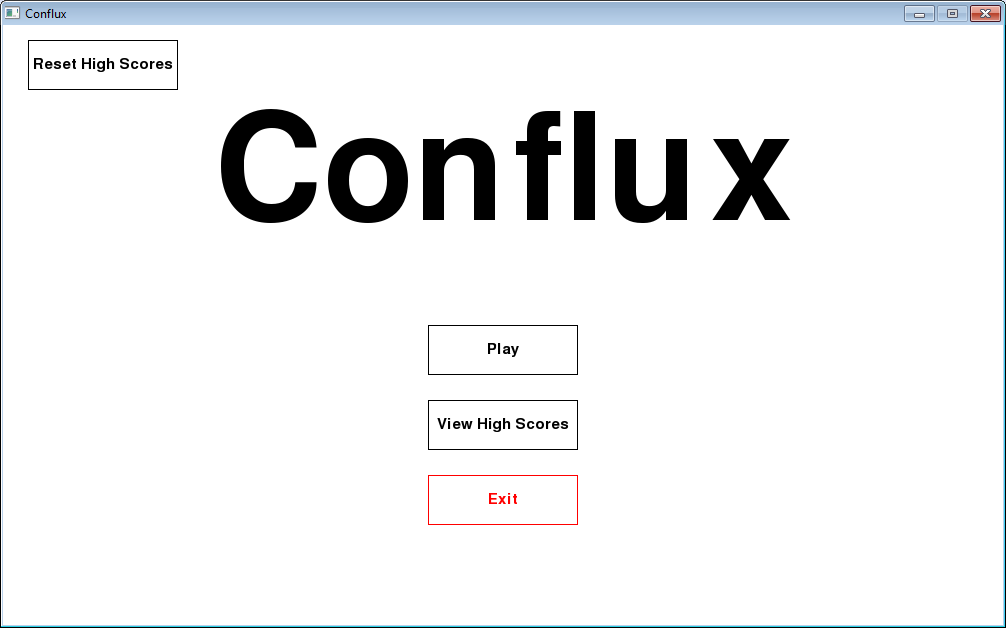 Conflux
Reset High Scores
Conflux
Play
View High Scores
Exit